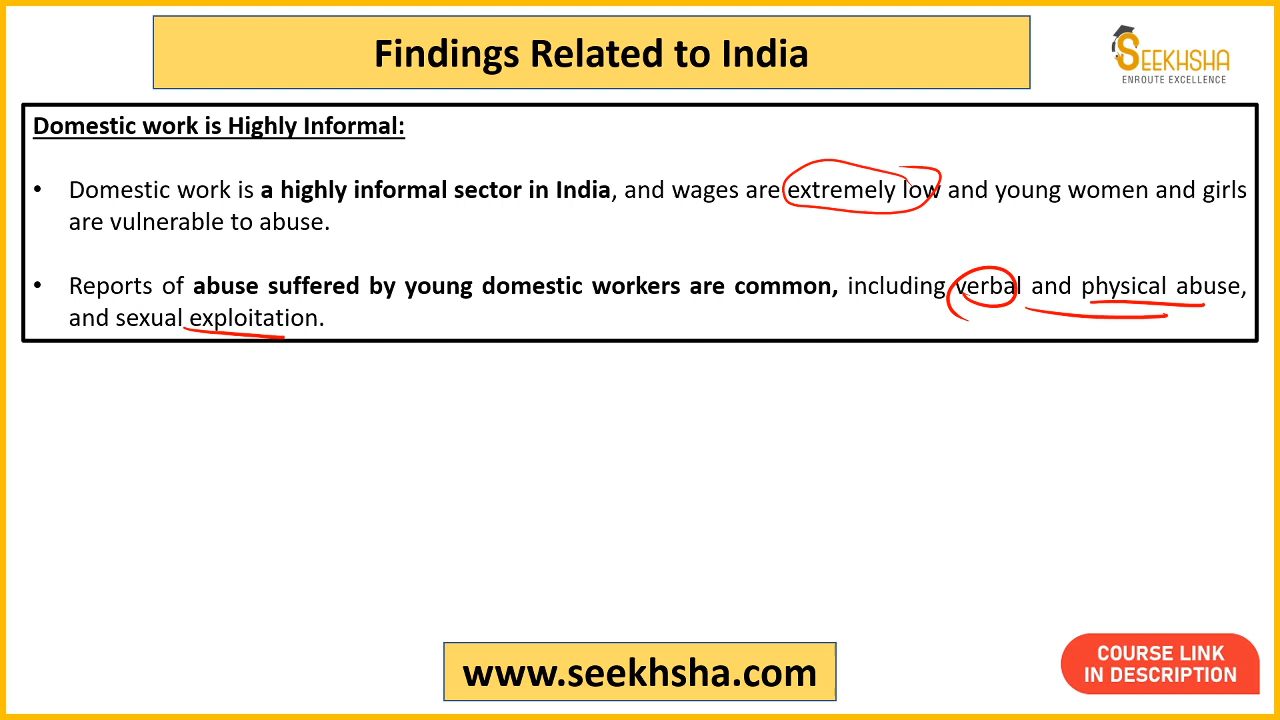 Findings Related to India
SEEKHSHA
ENROUTE EXCELLENCE
Domestic work is Highly Informal:
• Domestic work is a highly informal sector in India, and wages are extremely low and young women and girls
are vulnerable to abuse.
• Reports of abuse suffered by young domestic workers are common, including verbal and physical abuse,
and sexual exploitation.
www.seekhsha.com
COURSE LINK
IN DESCRIPTION